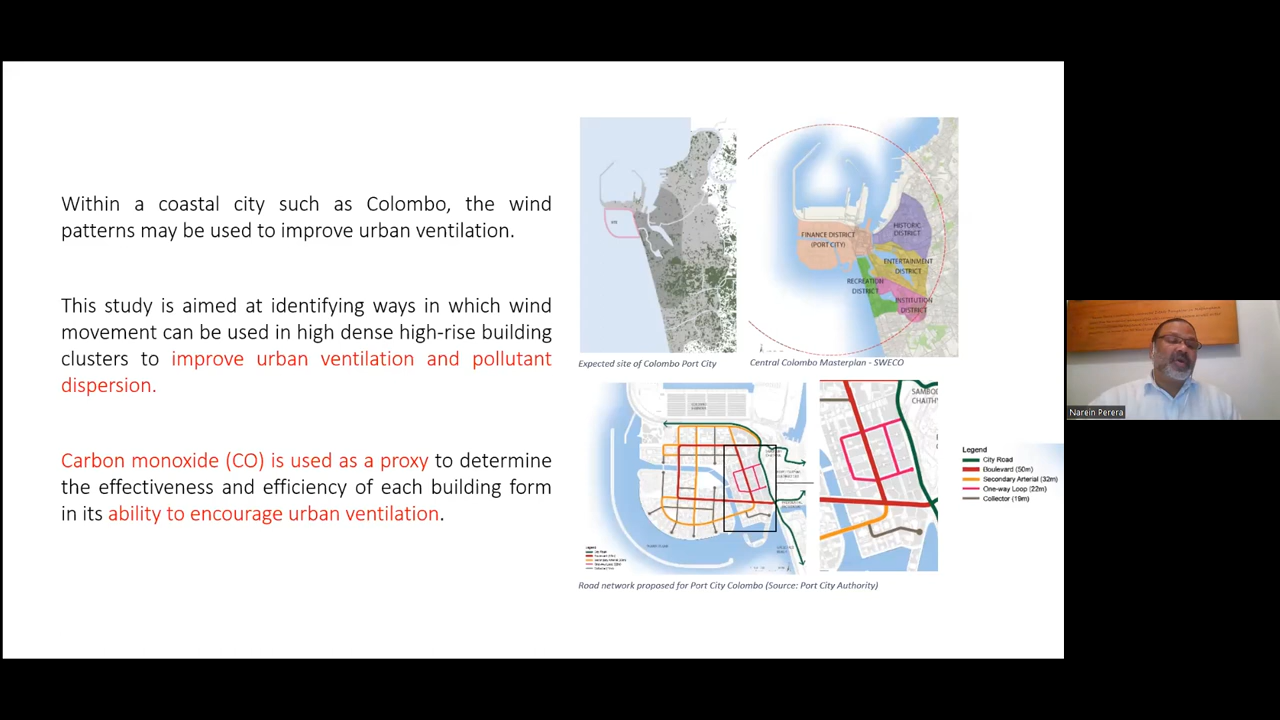 Within a coastal city such as Colombo, the wind
patterns may be used to improve urban ventilation.
This study is aimed at identifying ways in which wind
movement can be used in high dense high-rise building
clusters to improve urban ventilation and pollutant
dispersion.
Carbon monoxide (CO) is used as a proxy to determine
the effectiveness and efficiency of each building form
in its ability to encourage urban ventilation.
Expected site of Colombo Port City
FINANCE DISTRICT
(PORT CITY)
HISTORIC
DISTRICT
ENTERTAINMENT
DISTRICT
RECREATION
DISTRICT
INSTITUTION
DISTRICT
Central Colombo Masterplan - SWECO
SAMBO
CHAITHY
Legend
City Road
Boulevard (50m)
Secondary Arterial (32m)
One-way Loop (22m)
Collector (19m)
Road network proposed for Port City Colombo (Source: Port City Authority)
Narein Perera